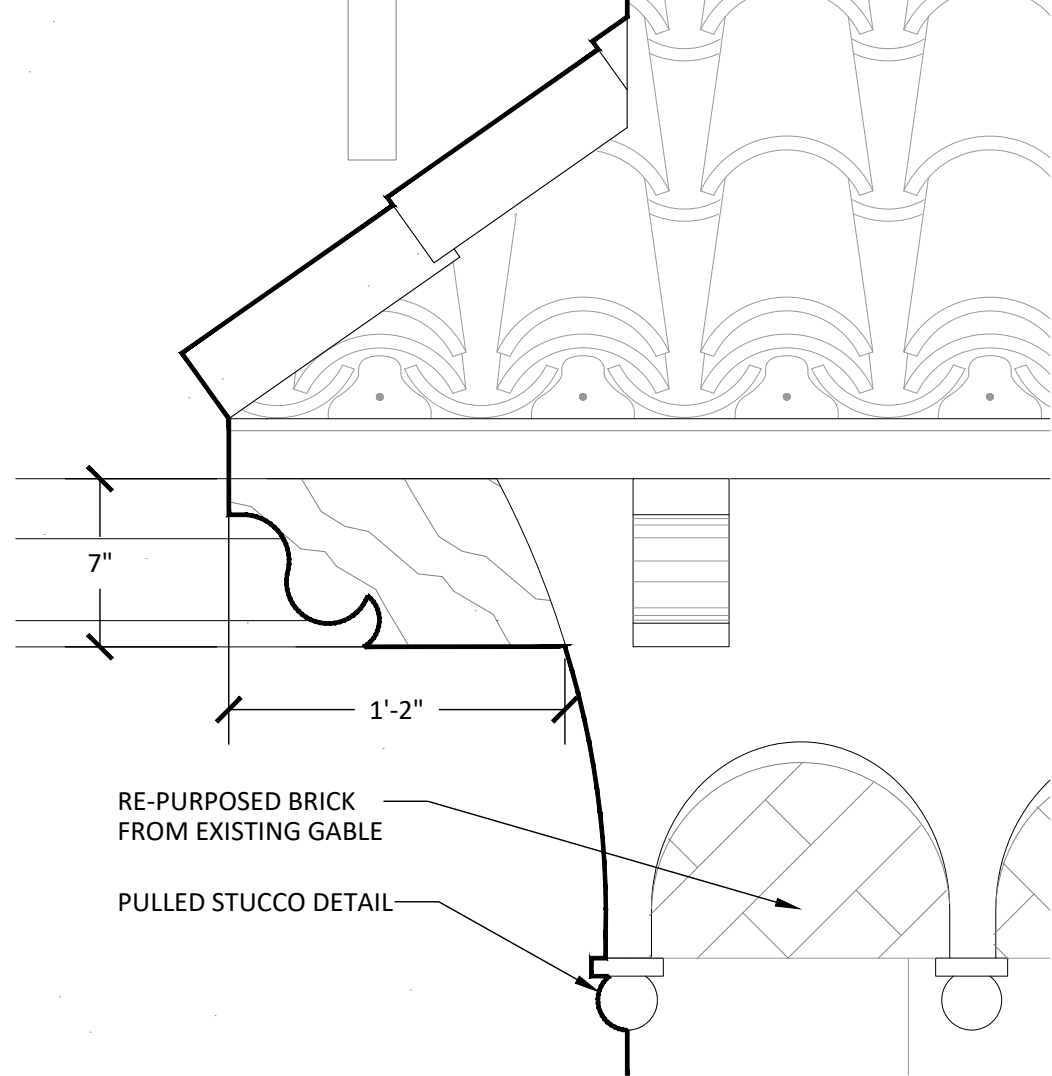 7"
1'-2"
RE-PURPOSED BRICK
FROM EXISTING GABLE
PULLED STUCCO DETAIL